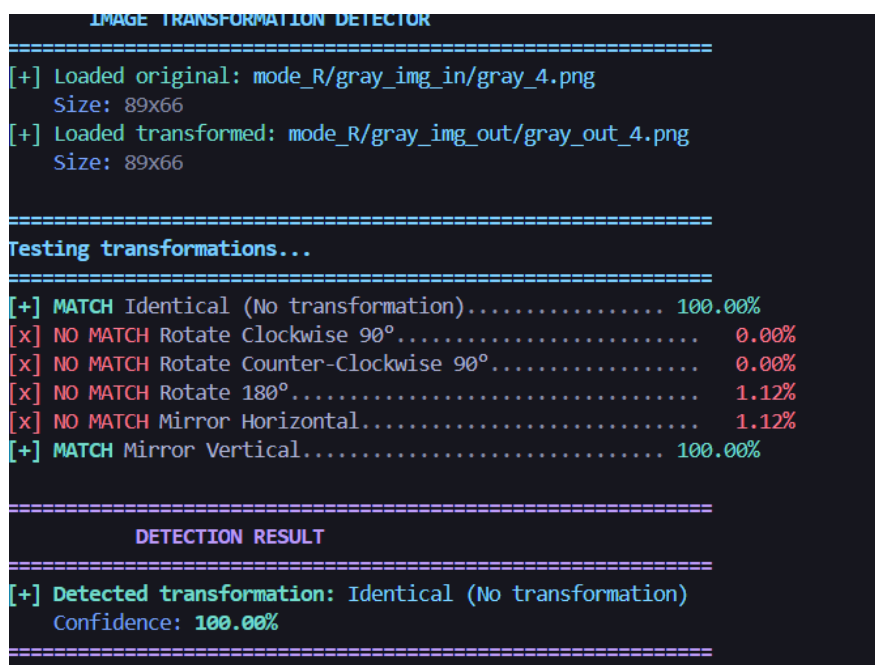 IMAGE TRANSFORMATION DETECTOR
============================================================
[+] Loaded original: mode_R/gray_img_in/gray_4.png
Size: 89x66
[+] Loaded transformed: mode_R/gray_img_out/gray_out_4.png
Size: 89x66
============================================================
Testing transformations...
============================================================
[+] MATCH Identical (No transformation)................. 100.00%
[x] NO MATCH Rotate Clockwise 90°..........................   0.00%
[x] NO MATCH Rotate Counter-Clockwise 90°..................   0.00%
[x] NO MATCH Rotate 180°...................................   1.12%
[x] NO MATCH Mirror Horizontal.............................   1.12%
[+] MATCH Mirror Vertical............................... 100.00%
============================================================
DETECTION RESULT
============================================================
[+] Detected transformation: Identical (No transformation)
Confidence: 100.00%
============================================================